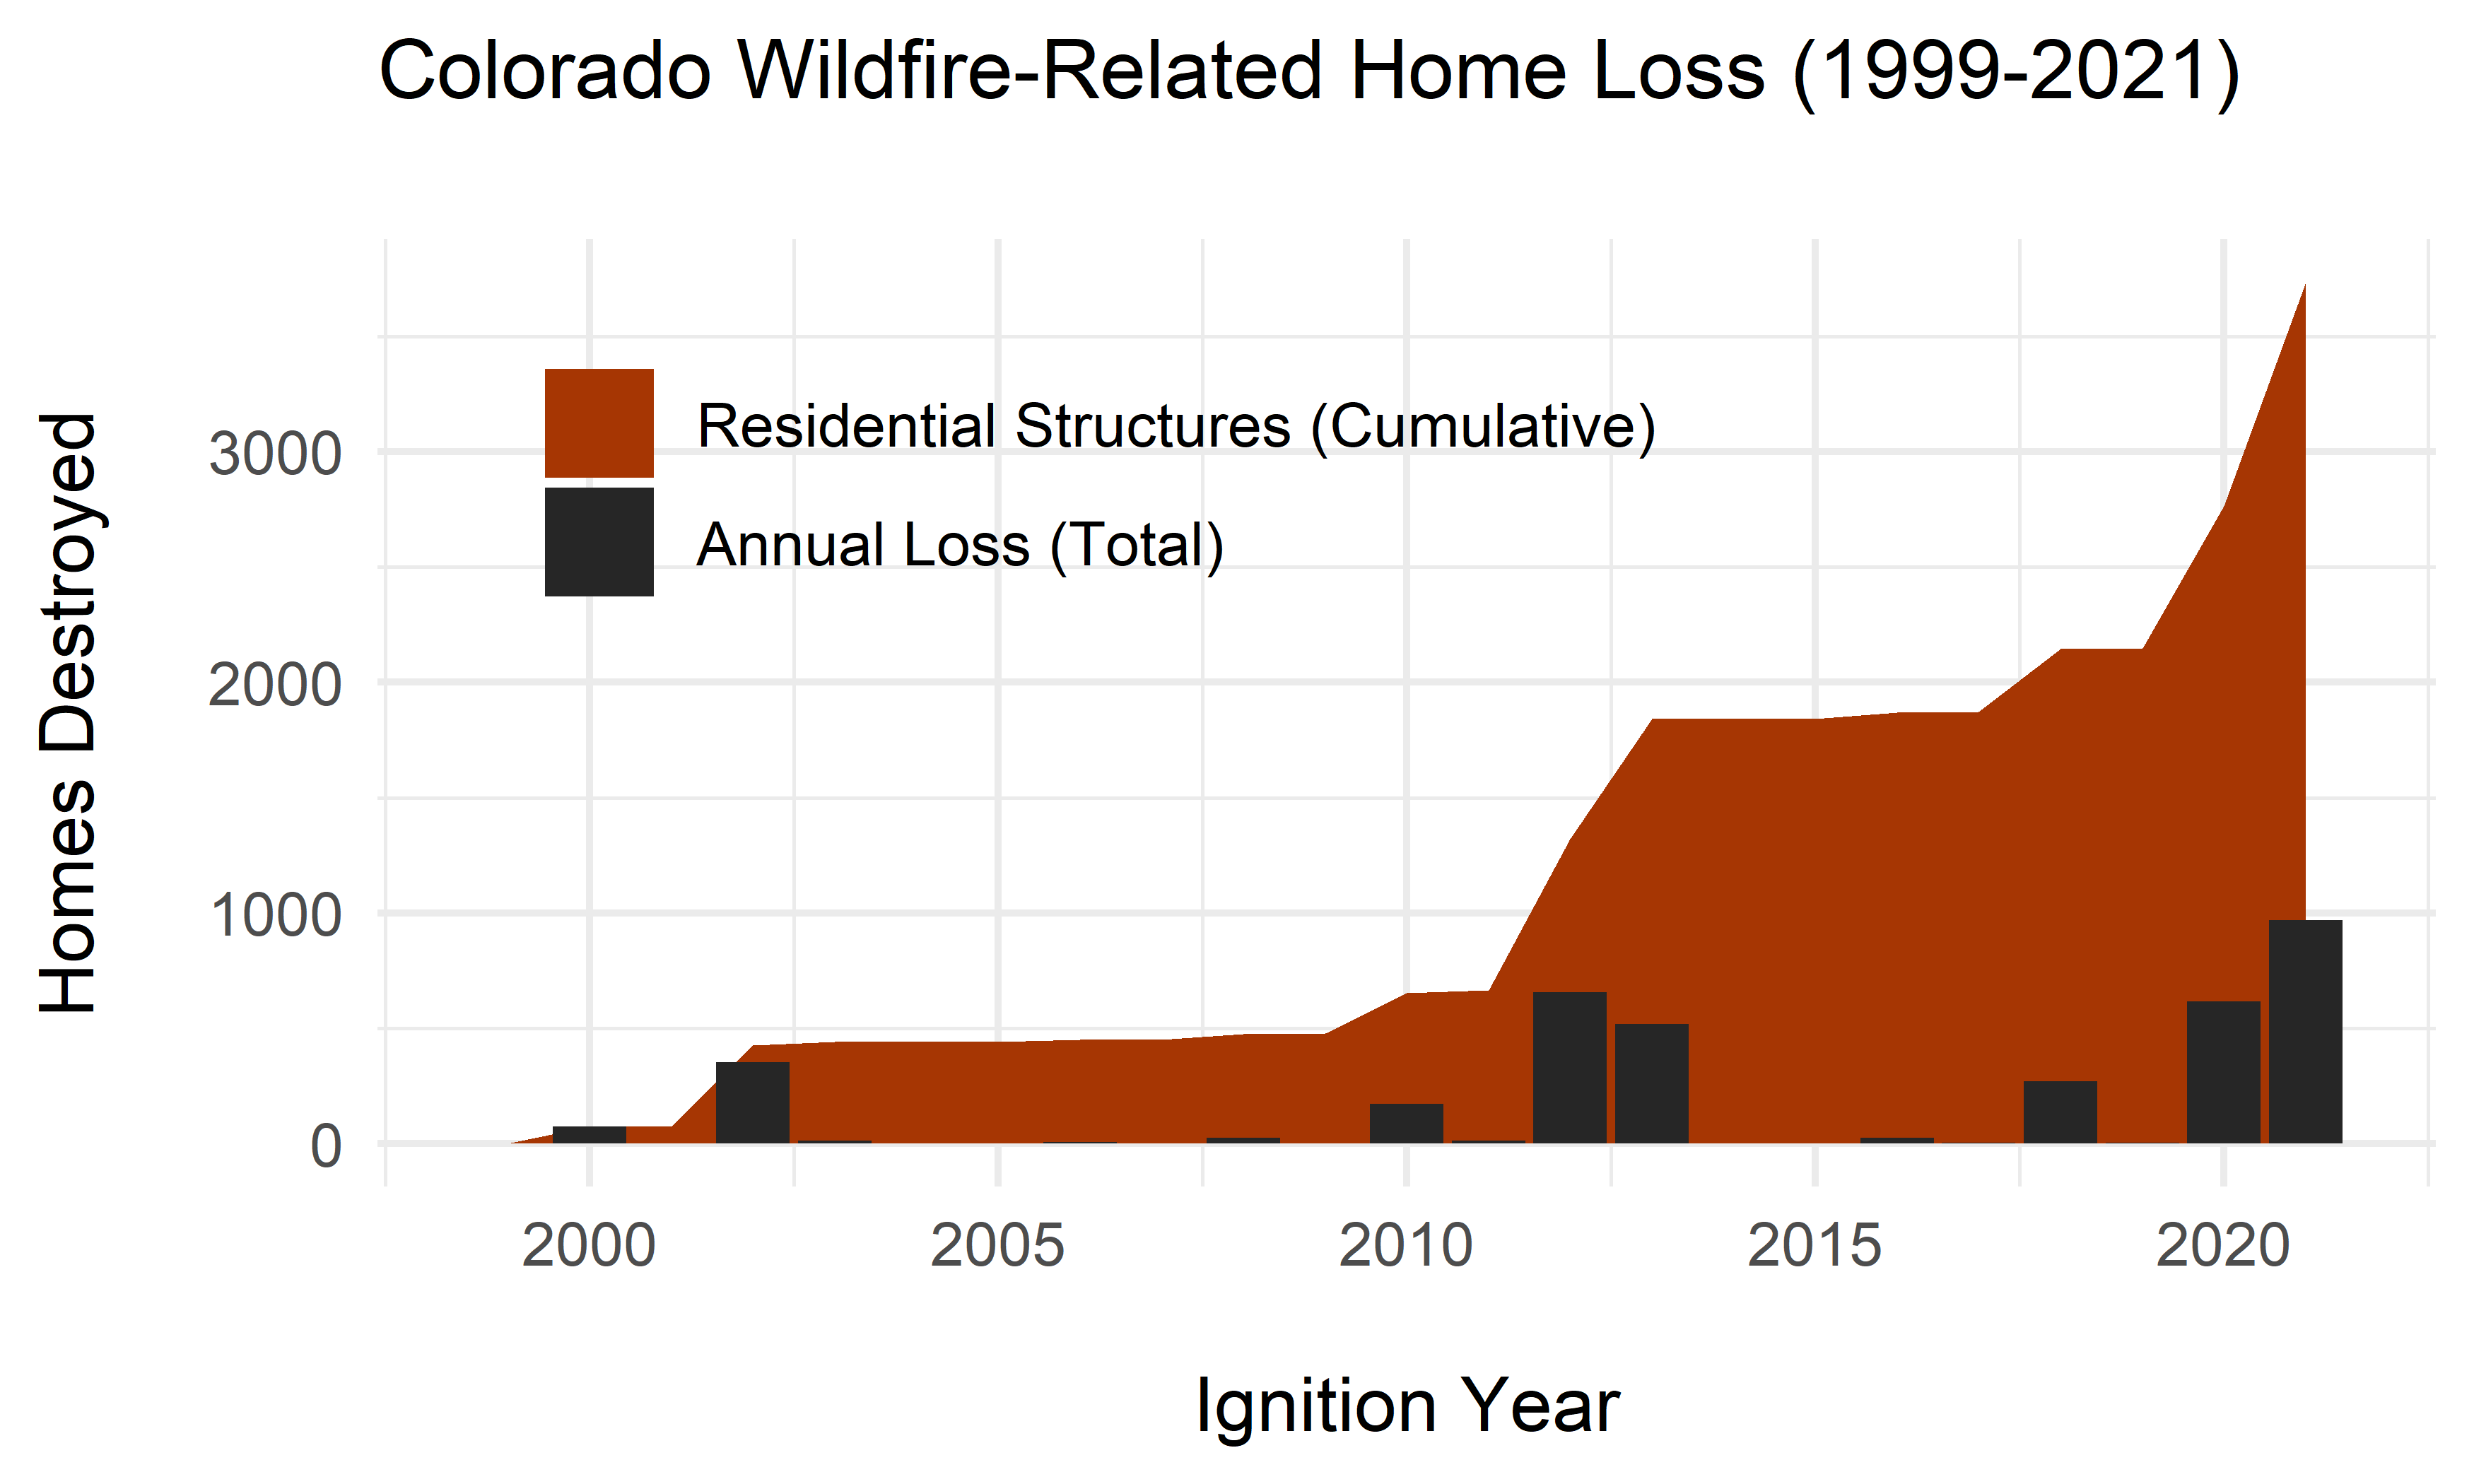 Colorado Wildfire-Related Home Loss (1999-2021)
Homes Destroyed
Residential Structures (Cumulative)
Annual Loss (Total)
3000
2000
1000
0
2000 2005 2010 2015 2020
Ignition Year